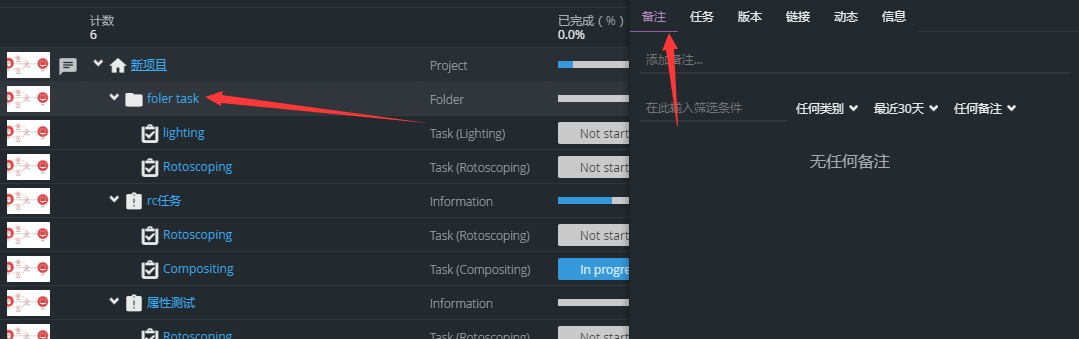 计数
6
已完成（%）
0.0%
新项目
Project
foler task
Folder
lighting
Task (Lighting)
Not start
Rotoscoping
Task (Rotoscoping)
Not start
rc任务
Information
Rotoscoping
Task (Rotoscoping)
Not start
Compositing
Task (Compositing)
In progre
属性测试
Information
Rotoscoping
Task (Rotoscoping)
Not start
备注 任务 版本 链接 动态 信息
添加备注...
在此输入筛选条件 任何类别 最近30天 任何备注
无任何备注